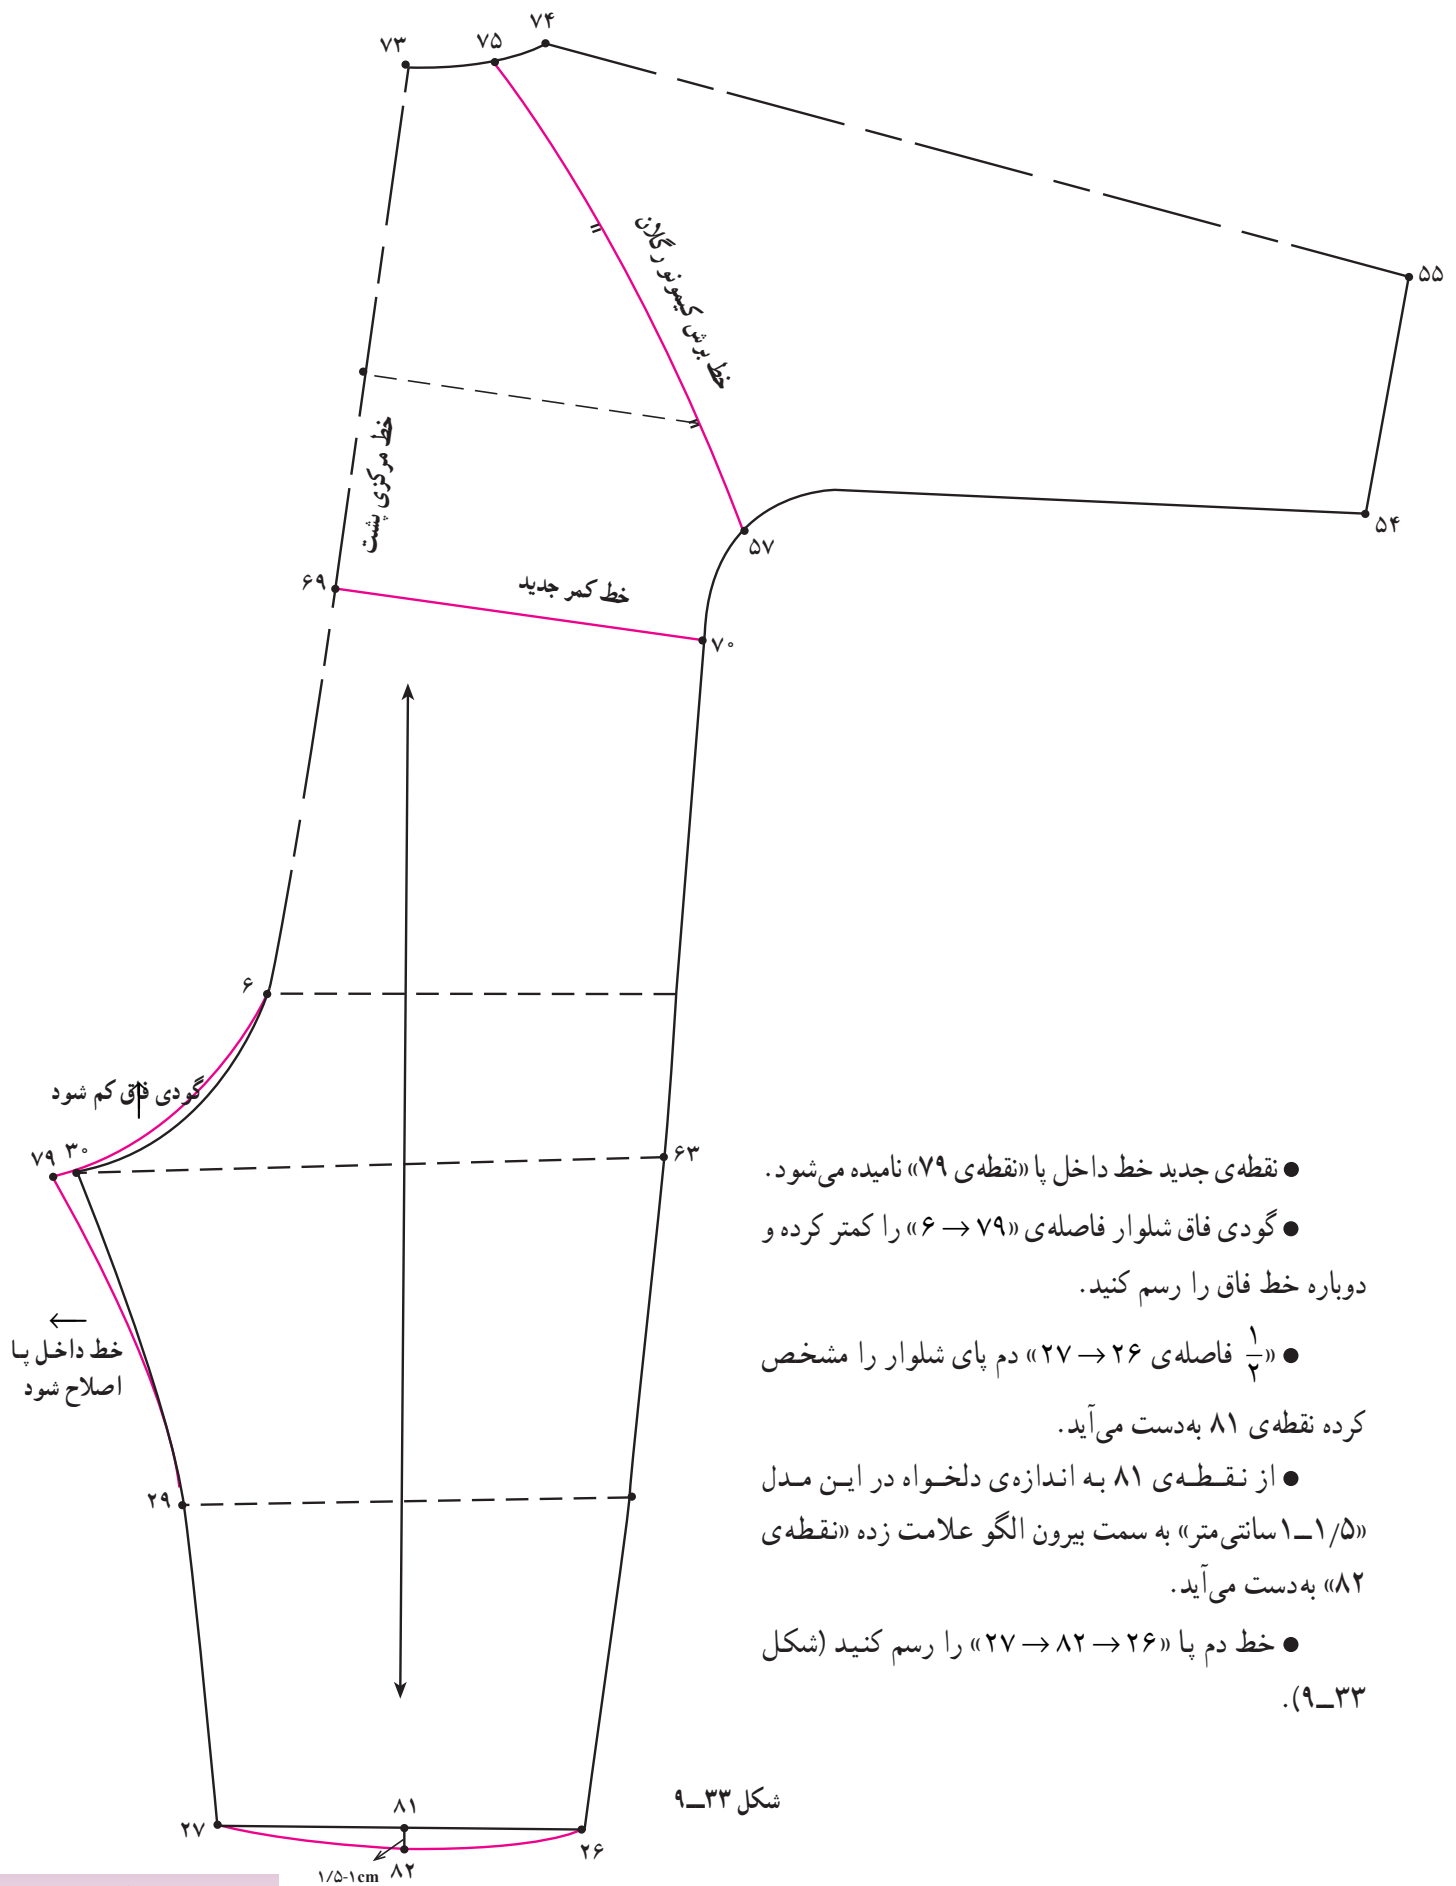 ۷۴
۷۵
۷۳
۵۵
خط برش کیمونو رگلان
خط مرکزی پشت
۵۴
۵۷
۶۹
خط کمر جدید
۷۰
۶
گودی فاق کم شود
۷۹
۳۰
۶۳
خط داخل پا
اصلاح شود
۲۹
● نقطه‌ی جدید خط داخل پا «نقطه‌ی ۷۹» نامیده می‌شود.
● گودی فاق شلوار فاصله‌ی «۷۹ → ۶» را کمتر کرده و
دوباره خط فاق را رسم کنید.
● «۱/۲ فاصله‌ی ۲۶ → ۲۷» دم پای شلوار را مشخص
کرده نقطه‌ی ۸۱ به‌دست می‌آید.
● از نقطه‌ی ۸۱ به اندازه‌ی دلخواه در این مدل
«۱/۵ــ۱ سانتی‌متر» به سمت بیرون الگو علامت زده «نقطه‌ی
۸۲» به‌دست می‌آید.
● خط دم پا «۲۶ → ۸۲ → ۲۷» را رسم کنید (شکل
۳۳ــ۹).
شکل ۳۳ــ۹
۲۷
۸۱
۲۶
۸۲
۱/۵-۱cm